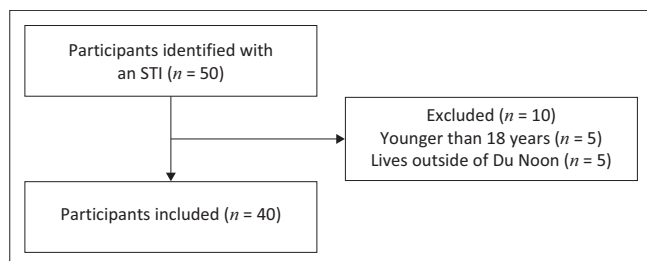 Participants identified with
an STI (n = 50)
Excluded (n = 10)
Younger than 18 years (n = 5)
Lives outside of Du Noon (n = 5)
Participants included (n = 40)